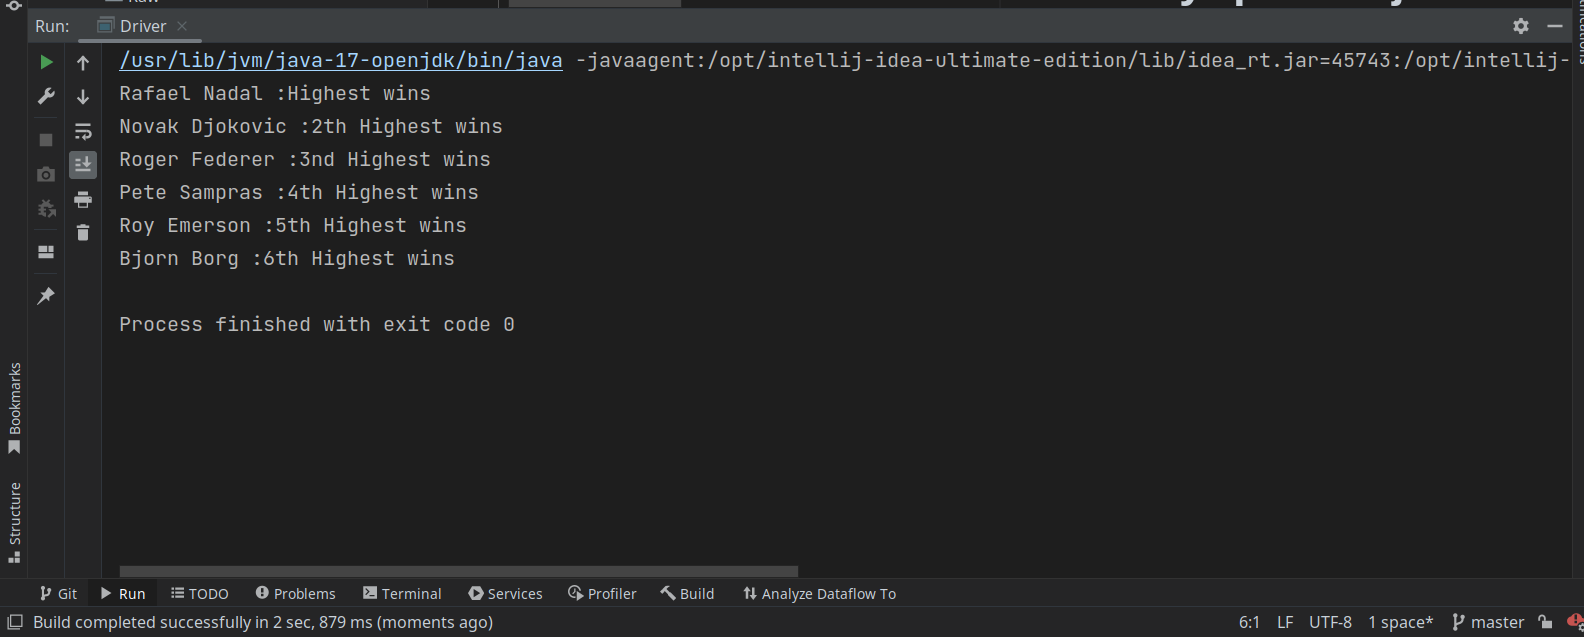 Run: Driver
/usr/lib/jvm/java-17-openjdk/bin/java -javaagent:/opt/intellij-idea-ultimate-edition/lib/idea_rt.jar=45743:/opt/intellij-
Rafael Nadal :Highest wins
Novak Djokovic :2th Highest wins
Roger Federer :3nd Highest wins
Pete Sampras :4th Highest wins
Roy Emerson :5th Highest wins
Bjorn Borg :6th Highest wins
Process finished with exit code 0
Bookmarks
Structure
Git Run TODO Problems Terminal Services Profiler Build Analyze Dataflow To
Build completed successfully in 2 sec, 879 ms (moments ago) 6:1 LF UTF-8 1 space* master